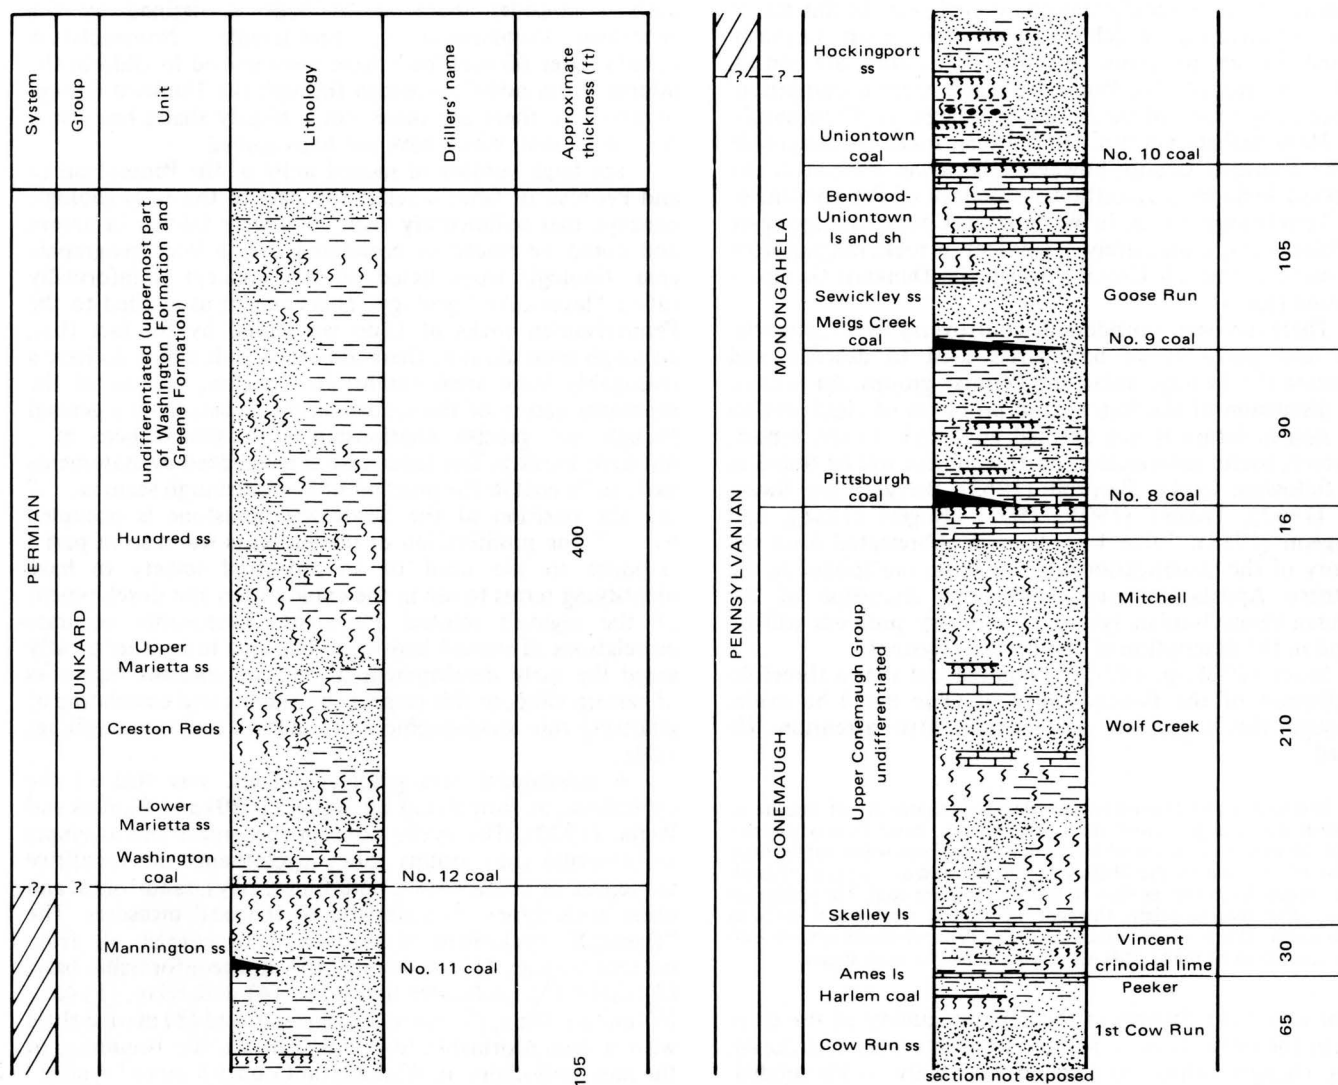 System
Group
Unit
Lithology
Drillers' name
Approximate
thickness (ft)
PERMIAN
DUNKARD
undifferentiated (uppermost part
of Washington Formation and
Greene Formation)
Hundred ss
400
Upper
Marietta ss
Creston Reds
Lower
Marietta ss
Washington
coal
No. 12 coal
?
?
Mannington ss
No. 11 coal
195
Hockingport
ss
?
?
Uniontown
coal
No. 10 coal
PENNSYLVANIAN
MONONGAHELA
Benwood-
Uniontown
ls and sh
105
Sewickley ss
Goose Run
Meigs Creek
coal
No. 9 coal
90
Pittsburgh
coal
No. 8 coal
16
CONEMAUGH
Upper Conemaugh Group
undifferentiated
Mitchell
Wolf Creek
210
Skelley ls
Vincent
crinoidal lime
30
Ames ls
Peeker
Harlem coal
1st Cow Run
65
Cow Run ss
section not exposed